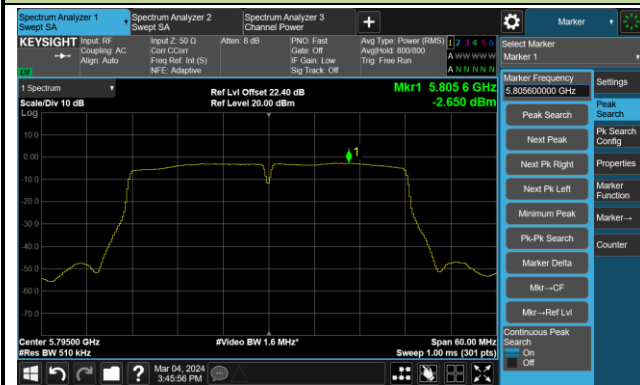 Spectrum Analyzer 1
Swept SA
Spectrum Analyzer 2
Swept SA
Spectrum Analyzer 3
Channel Power
+
Marker
KEYSIGHT
Input: RF
Coupling: AC
Align: Auto
Input Z: 50 Ω
Corr CCorr
Freq Ref: Int (S)
NFE: Adaptive
Atten: 8 dB
PNO: Fast
Gate: Off
IF Gain: Low
Sig Track: Off
Avg Type: Power (RMS)
Avg|Hold: 800/800
Trig: Free Run
1 2 3 4 5 6
A W W W W W
A N N N N N
Select Marker
Marker 1
1 Spectrum
Scale/Div 10 dB
Log
Ref Lvl Offset 22.40 dB
Ref Level 20.00 dBm
Mkr1 5.805 6 GHz
-2.650 dBm
10.0
0.00
-10.0
-20.0
-30.0
-40.0
-50.0
-60.0
-70.0
1
Center 5.79500 GHz
#Res BW 510 kHz
#Video BW 1.6 MHz*
Span 60.00 MHz
Sweep 1.00 ms (301 pts)
Marker Frequency
5.805600000 GHz
Peak Search
Next Peak
Next Pk Right
Next Pk Left
Minimum Peak
Pk-Pk Search
Marker Delta
Mkr→CF
Mkr→Ref Lvl
Continuous Peak
Search
On
Off
Settings
Peak
Search
Pk Search
Config
Properties
Marker
Function
Marker→
Counter
?
Mar 04, 2024
3:45:56 PM